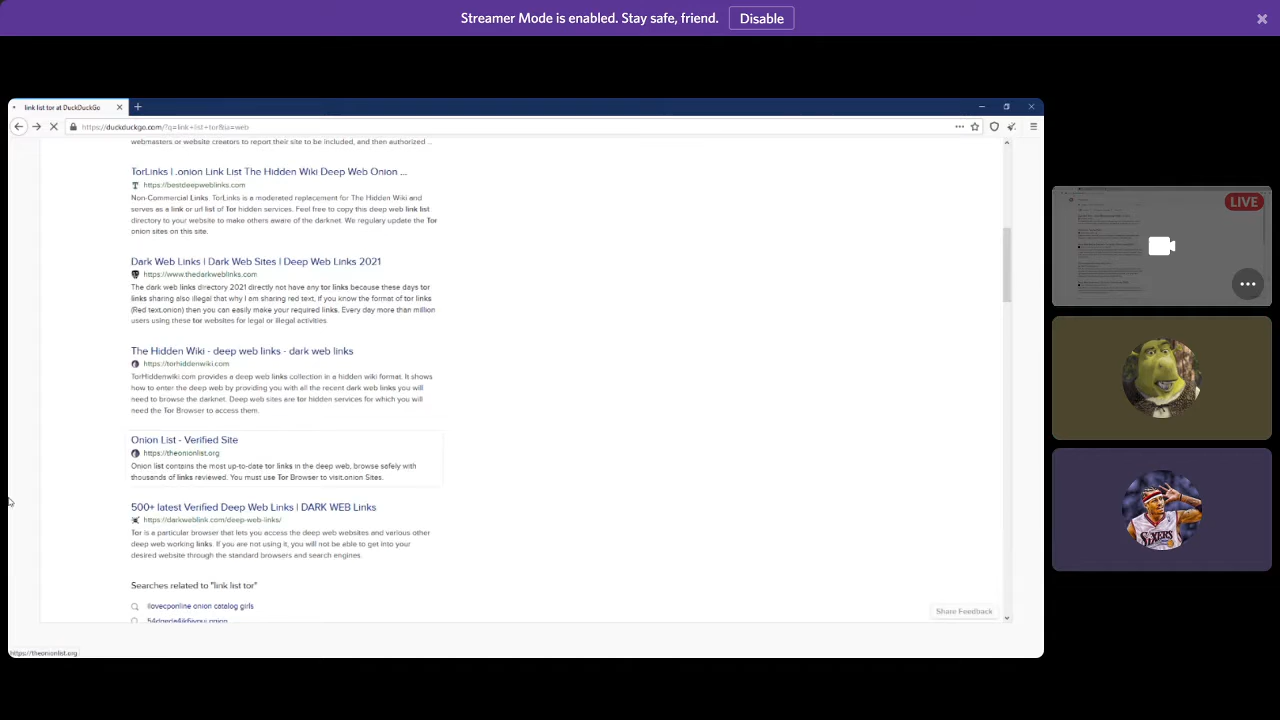 Streamer Mode is enabled. Stay safe, friend.
Disable
link list tor at DuckDuckGo
https://duckduckgo.com/?q=link+list+tor&ia=web
webmasters or website creators to report their site to be included, and then authorized ...
TorLinks | .onion Link List The Hidden Wiki Deep Web Onion ...
https://bestdeepweblinks.com
Non-Commercial Links. TorLinks is a moderated replacement for The Hidden Wiki and
serves as a link or url list of Tor hidden services. Feel free to copy this deep web link list
directory to your website to make others aware of the darknet. We regulary update the Tor
onion sites on this site.
LIVE
Dark Web Links | Dark Web Sites | Deep Web Links 2021
https://www.thedarkweblinks.com
The dark web links directory 2021 directly not have any tor links because these days tor
links sharing also illegal that why I am sharing red text, if you know the format of tor links
(Red text.onion) then you can easily make your required links. Every day more than million
users using these tor websites for legal or illegal activities.
The Hidden Wiki - deep web links - dark web links
https://torhiddenwiki.com
TorHiddenwiki.com provides a deep web links collection in a hidden wiki format. It shows
how to enter the deep web by providing you with all the recent dark web links you will
need to browse the darknet. Deep web sites are tor hidden services for which you will
need the Tor Browser to access them.
Onion List - Verified Site
https://theonionlist.org
Onion list contains the most up-to-date tor links in the deep web, browse safely with
thousands of links reviewed. You must use Tor Browser to visit.onion Sites.
500+ latest Verified Deep Web Links | DARK WEB Links
https://darkweblink.com/deep-web-links/
Tor is a particular browser that lets you access the deep web websites and various other
deep web working links. If you are not using it, you will not be able to get into your
desired website through the standard browsers and search engines.
SIXERS
Searches related to "link list tor"
ilovecponline onion catalog girls
Share Feedback
https://theonionlist.org